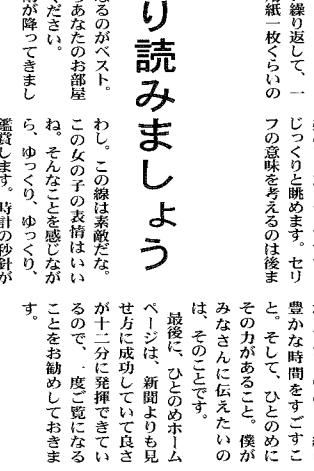 繰り返して、一
紙一枚くらいの
り読みましょう
るのがベスト。
あなたのお部屋
ださい。
が降ってきまし
じっくりと眺めます。セリ
フの意味を考えるのは後ま
わし。この線は素敵だな。
この女の子の表情はいい
ね。そんなことを感じなが
ら、ゆっくり、ゆっくり、
鑑賞します。時計の秒針が
豊かな時間をすごすこ
と。そして、ひとのめに
その力があること。僕が
みなさんに伝えたいの
は、そのことです。
最後に、ひとのめホーム
ページは、新聞よりも見
せ方に成功していて良さ
が十二分に発揮できてい
るので、一度ご覧になる
ことをお勧めしておきま
す。